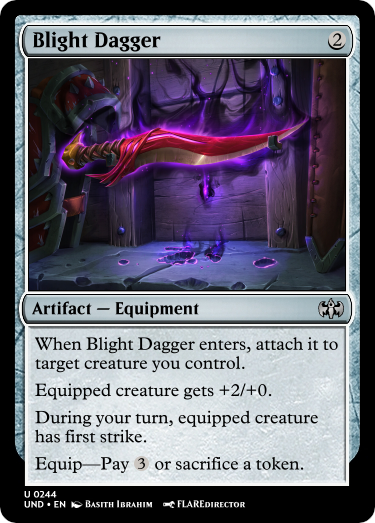 Blight Dagger 2
Artifact — Equipment
When Blight Dagger enters, attach it to
target creature you control.
Equipped creature gets +2/+0.
During your turn, equipped creature
has first strike.
Equip—Pay 3 or sacrifice a token.
U 0244
UND • EN Basith Ibrahim FLAREdirector